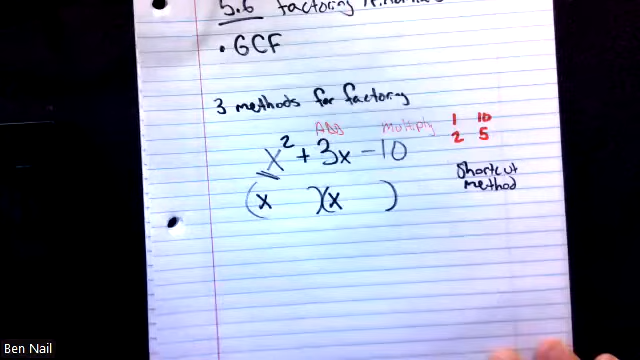 5.6 factoring
• GCF
3 methods for factoring
ADD Multiply 1 10
2 5
x² + 3x - 10
Shortcut
method
(x )(x )
Ben Nail